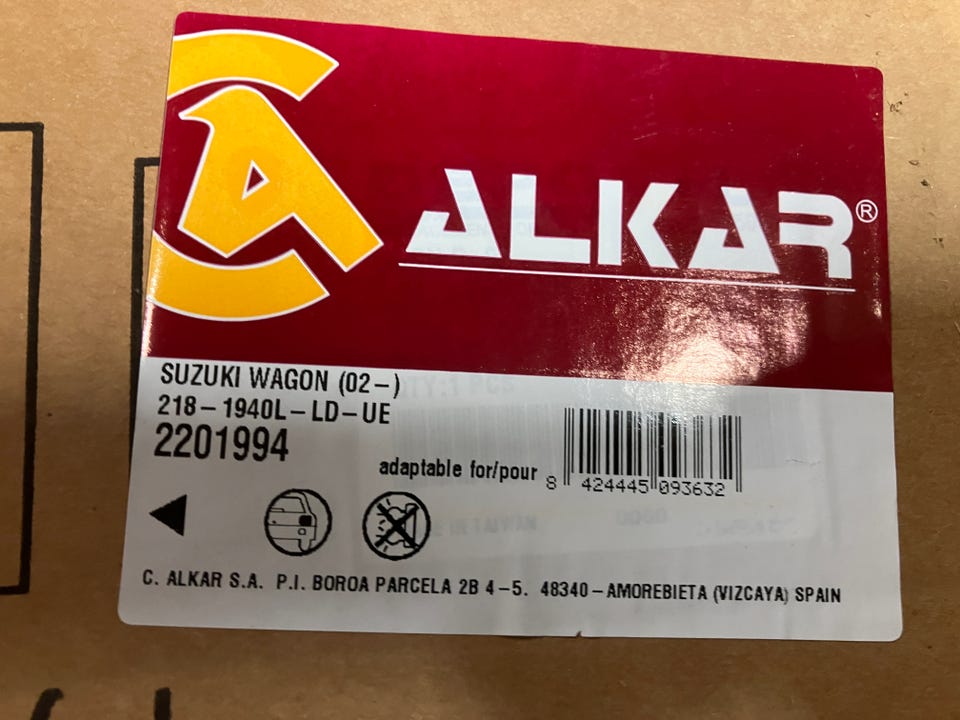 ALKAR®
SUZUKI WAGON (02-)
218-1940L-LD-UE
2201994
adaptable for/pour
8 424445 093632
C. ALKAR S.A. P.I. BOROA PARCELA 2B 4-5. 48340-AMOREBIETA (VIZCAYA) SPAIN